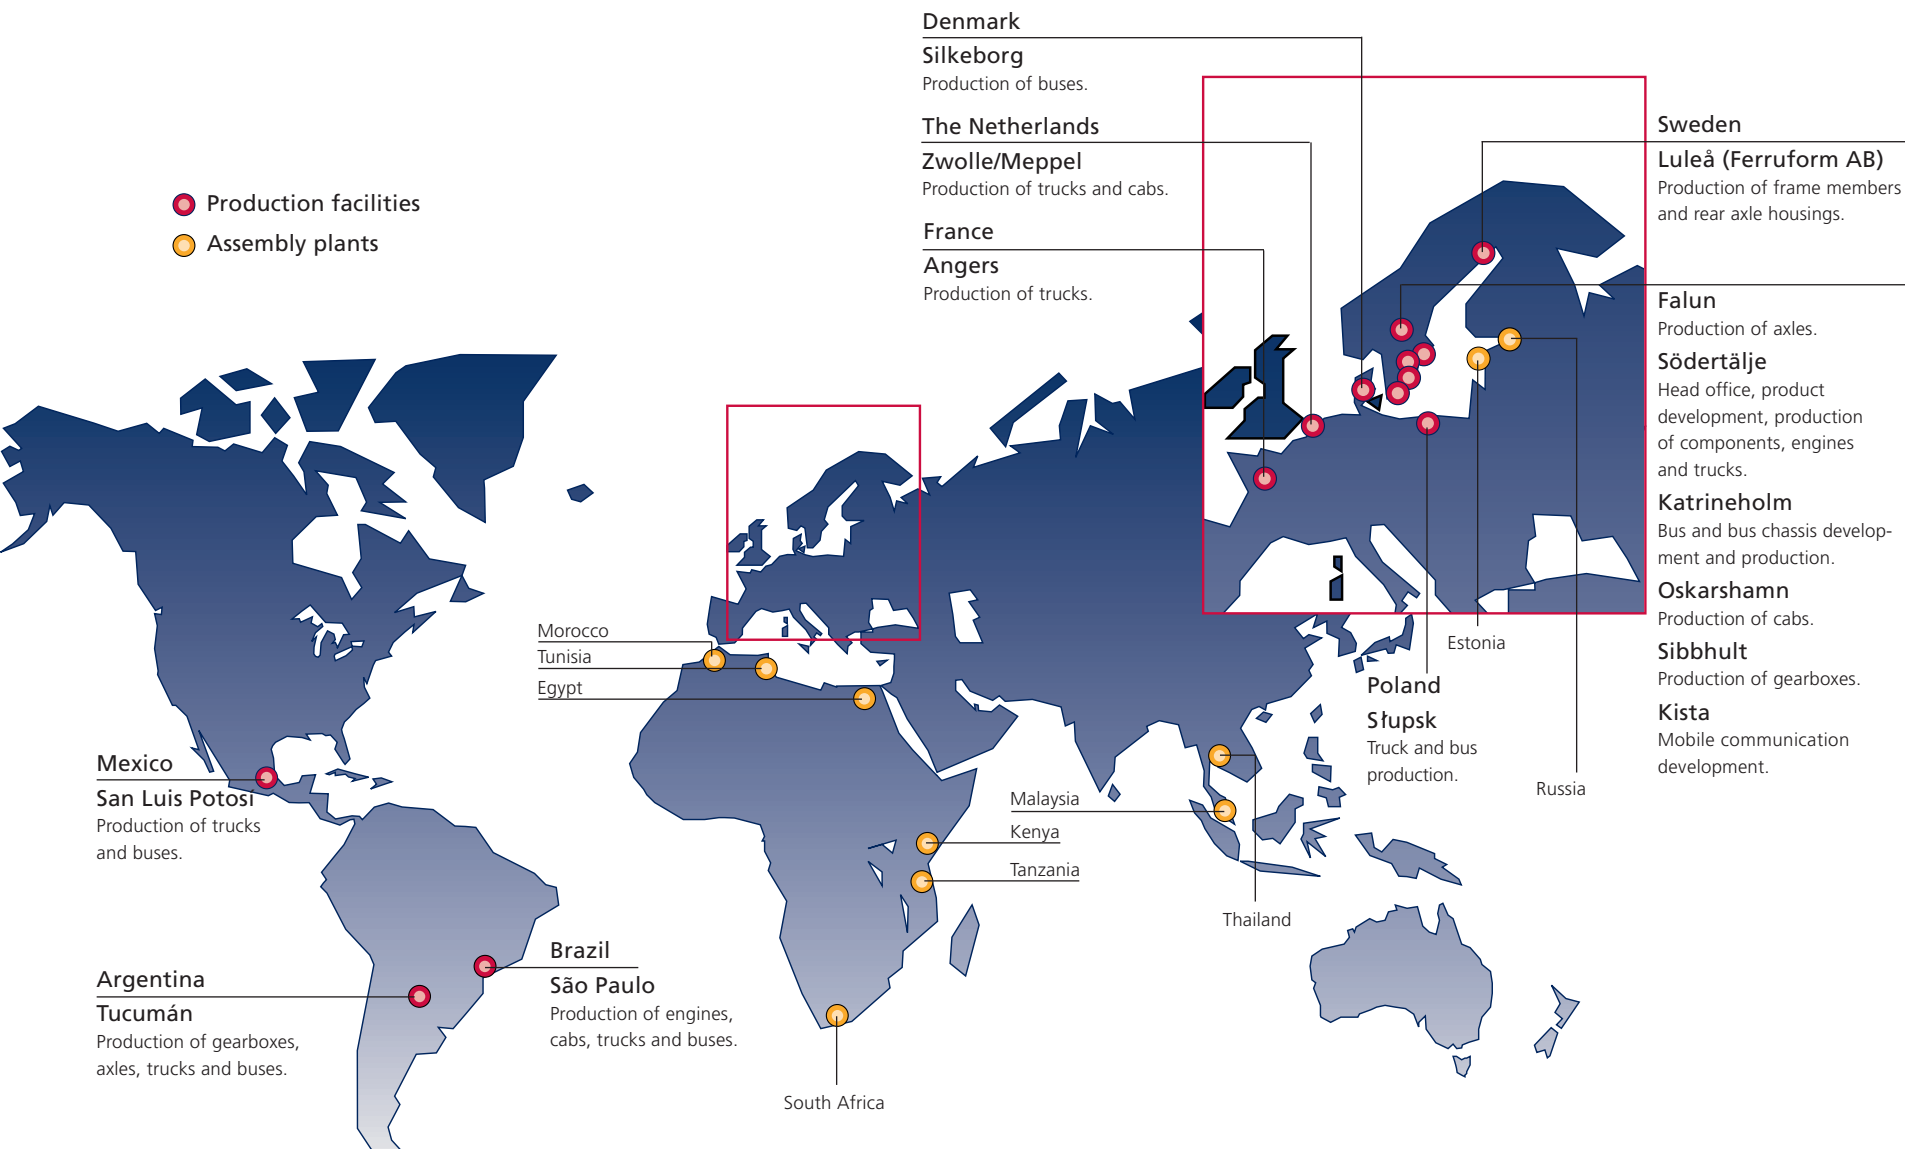 Denmark
Silkeborg
Production of buses.
The Netherlands
Zwolle/Meppel
Production of trucks and cabs.
France
Angers
Production of trucks.
Production facilities
Assembly plants
Sweden
Luleå (Ferruform AB)
Production of frame members
and rear axle housings.
Falun
Production of axles.
Södertälje
Head office, product
development, production
of components, engines
and trucks.
Katrineholm
Bus and bus chassis develop-
ment and production.
Oskarshamn
Production of cabs.
Sibbhult
Production of gearboxes.
Kista
Mobile communication
development.
Morocco
Tunisia
Egypt
Estonia
Poland
Słupsk
Truck and bus
production.
Russia
Mexico
San Luis Potosí
Production of trucks
and buses.
Malaysia
Kenya
Tanzania
Thailand
Brazil
São Paulo
Production of engines,
cabs, trucks and buses.
Argentina
Tucumán
Production of gearboxes,
axles, trucks and buses.
South Africa